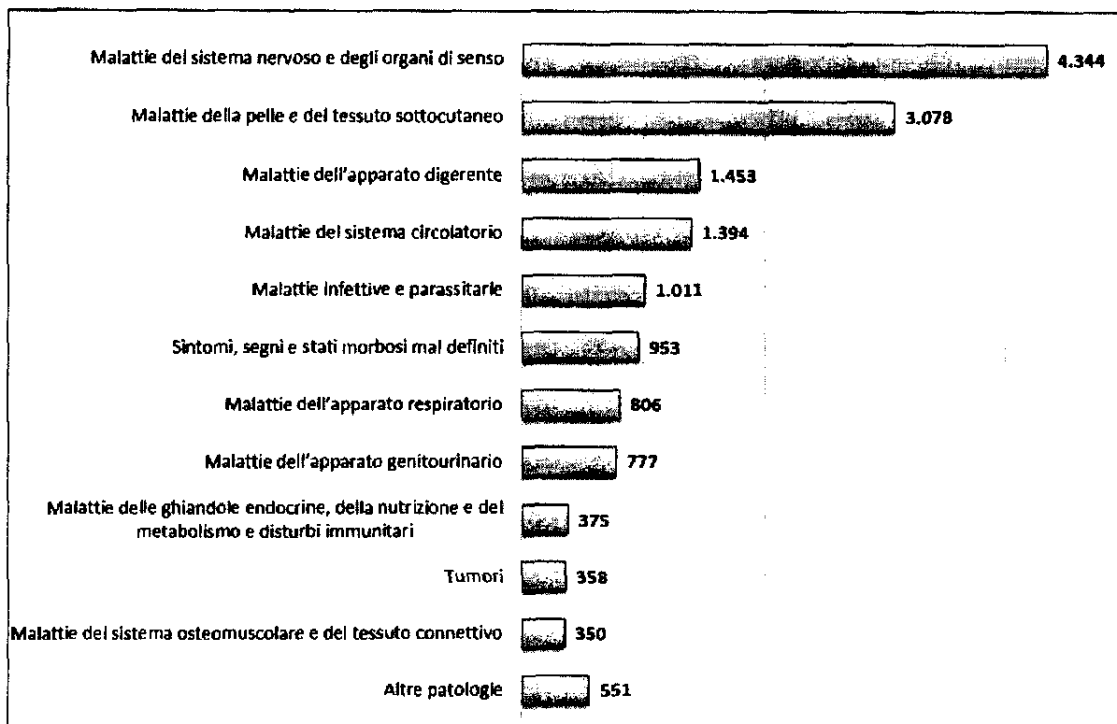 Malattie del sistema nervoso e degli organi di senso 4.344
Malattie della pelle e del tessuto sottocutaneo 3.078
Malattie dell'apparato digerente 1.453
Malattie del sistema circolatorio 1.394
Malattie infettive e parassitarie 1.011
Sintomi, segni e stati morbosi mal definiti 953
Malattie dell'apparato respiratorio 806
Malattie dell'apparato genitourinario 777
Malattie delle ghiandole endocrine, della nutrizione e del
metabolismo e disturbi immunitari 375
Tumori 358
Malattie del sistema osteomuscolare e del tessuto connettivo 350
Altre patologie 551